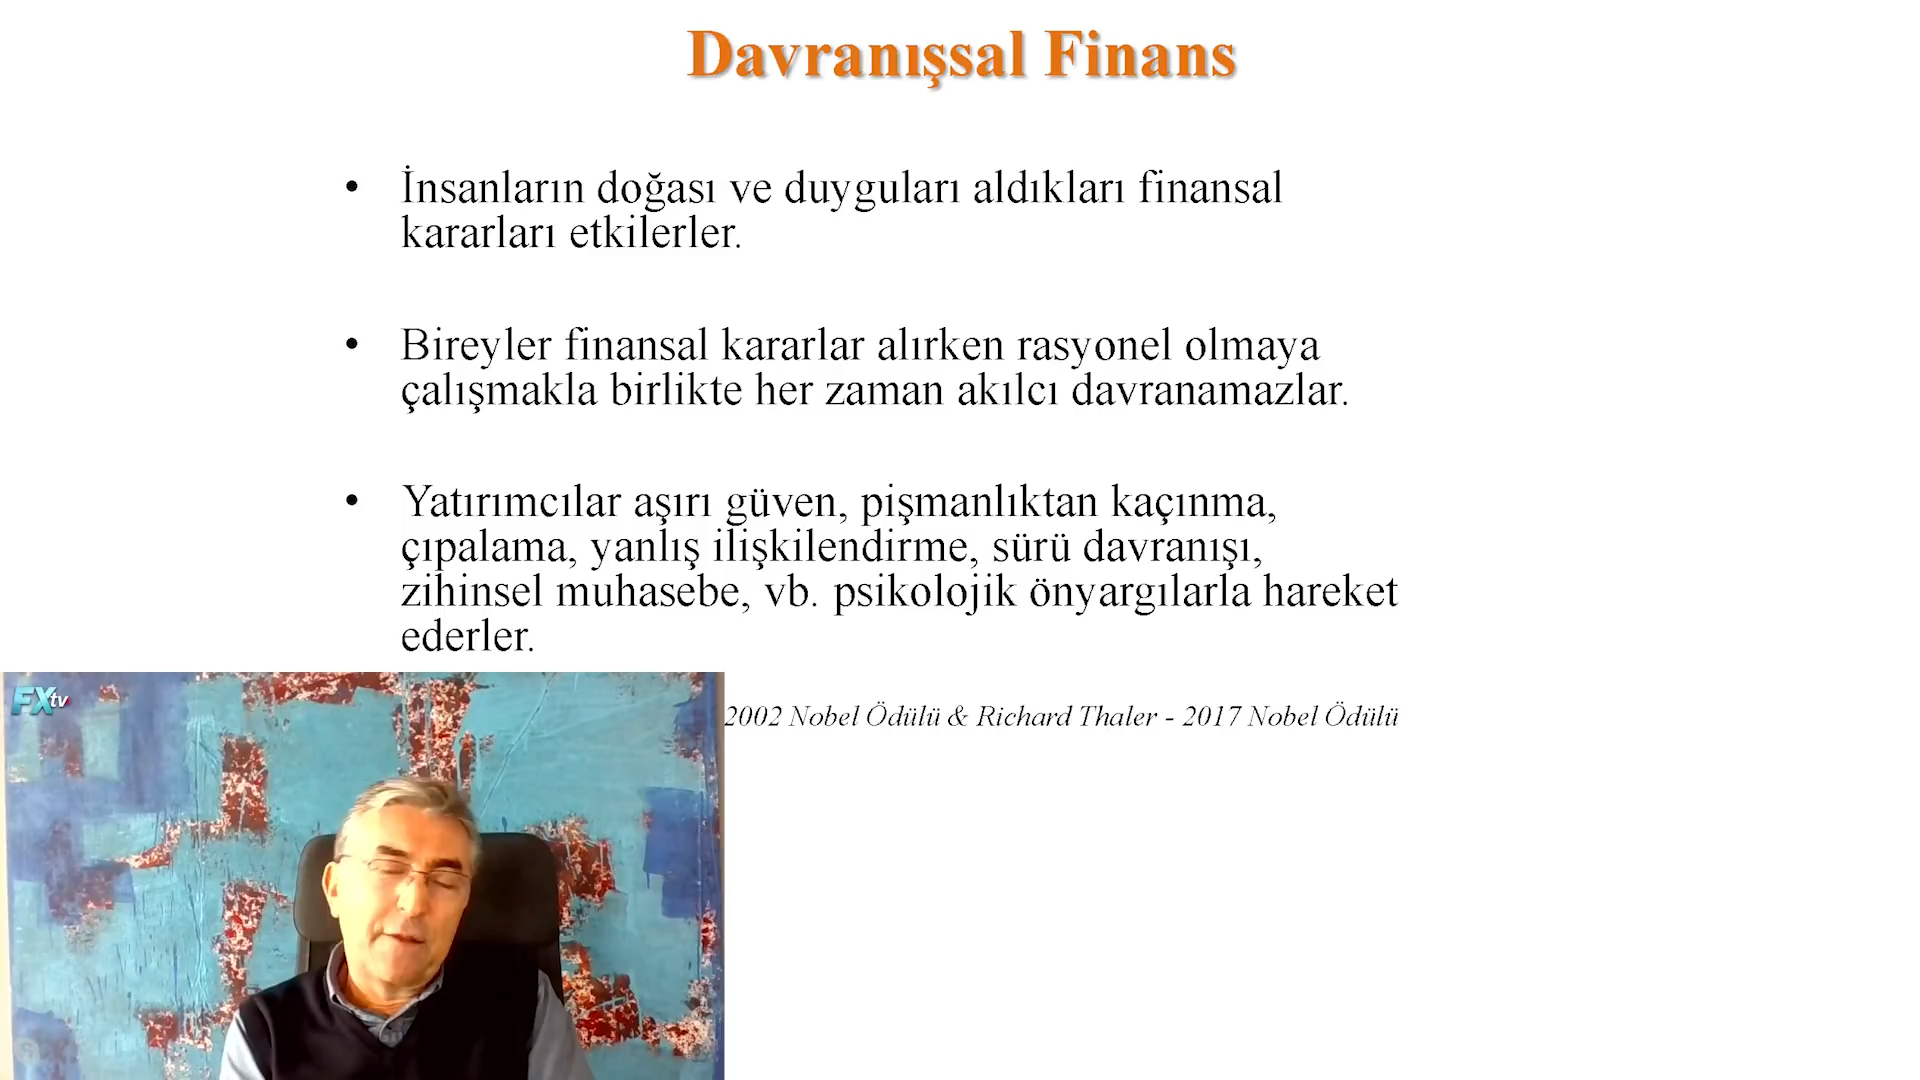 Davranışsal Finans
• İnsanların doğası ve duyguları aldıkları finansal
kararları etkilerler.
• Bireyler finansal kararlar alırken rasyonel olmaya
çalışmakla birlikte her zaman akılcı davranamazlar.
• Yatırımcılar aşırı güven, pişmanlıktan kaçınma,
çıpalama, yanlış ilişkilendirme, sürü davranışı,
zihinsel muhasebe, vb. psikolojik önyargılarla hareket
ederler.
FXtv
2002 Nobel Ödülü & Richard Thaler - 2017 Nobel Ödülü